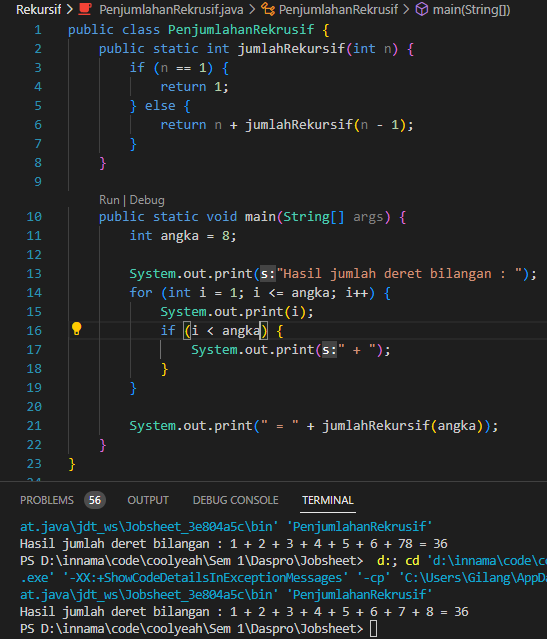 Rekursif > PenjumlahanRekrusif.java > PenjumlahanRekrusif > main(String[])
1 public class PenjumlahanRekrusif {
2 public static int jumlahRekursif(int n) {
3 if (n == 1) {
4 return 1;
5 } else {
6 return n + jumlahRekursif(n - 1);
7 }
8 }
9
Run | Debug
10 public static void main(String[] args) {
11 int angka = 8;
12
13 System.out.print(s:"Hasil jumlah deret bilangan : ");
14 for (int i = 1; i <= angka; i++) {
15 System.out.print(i);
16 if (i < angka) {
17 System.out.print(s:" + ");
18 }
19 }
20
21 System.out.print(" = " + jumlahRekursif(angka));
22 }
23 }
PROBLEMS 56 OUTPUT DEBUG CONSOLE TERMINAL
at.java\jdt_ws\Jobsheet_3e804a5c\bin' 'PenjumlahanRekrusif'
Hasil jumlah deret bilangan : 1 + 2 + 3 + 4 + 5 + 6 + 78 = 36
PS D:\innama\code\coolyeah\Sem 1\Daspro\Jobsheet> d:; cd 'd:\innama\code\c
.exe' '-XX:+ShowCodeDetailsInExceptionMessages' '-cp' 'C:\Users\Gilang\AppDa
at.java\jdt_ws\Jobsheet_3e804a5c\bin' 'PenjumlahanRekrusif'
Hasil jumlah deret bilangan : 1 + 2 + 3 + 4 + 5 + 6 + 7 + 8 = 36
PS D:\innama\code\coolyeah\Sem 1\Daspro\Jobsheet>